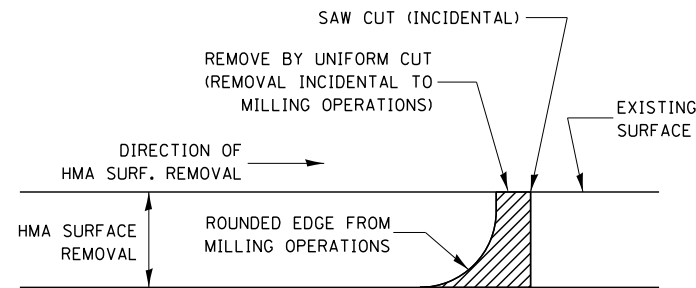 SAW CUT (INCIDENTAL)
REMOVE BY UNIFORM CUT
(REMOVAL INCIDENTAL TO
MILLING OPERATIONS)
EXISTING
SURFACE
DIRECTION OF
HMA SURF. REMOVAL
HMA SURFACE
REMOVAL
ROUNDED EDGE FROM
MILLING OPERATIONS